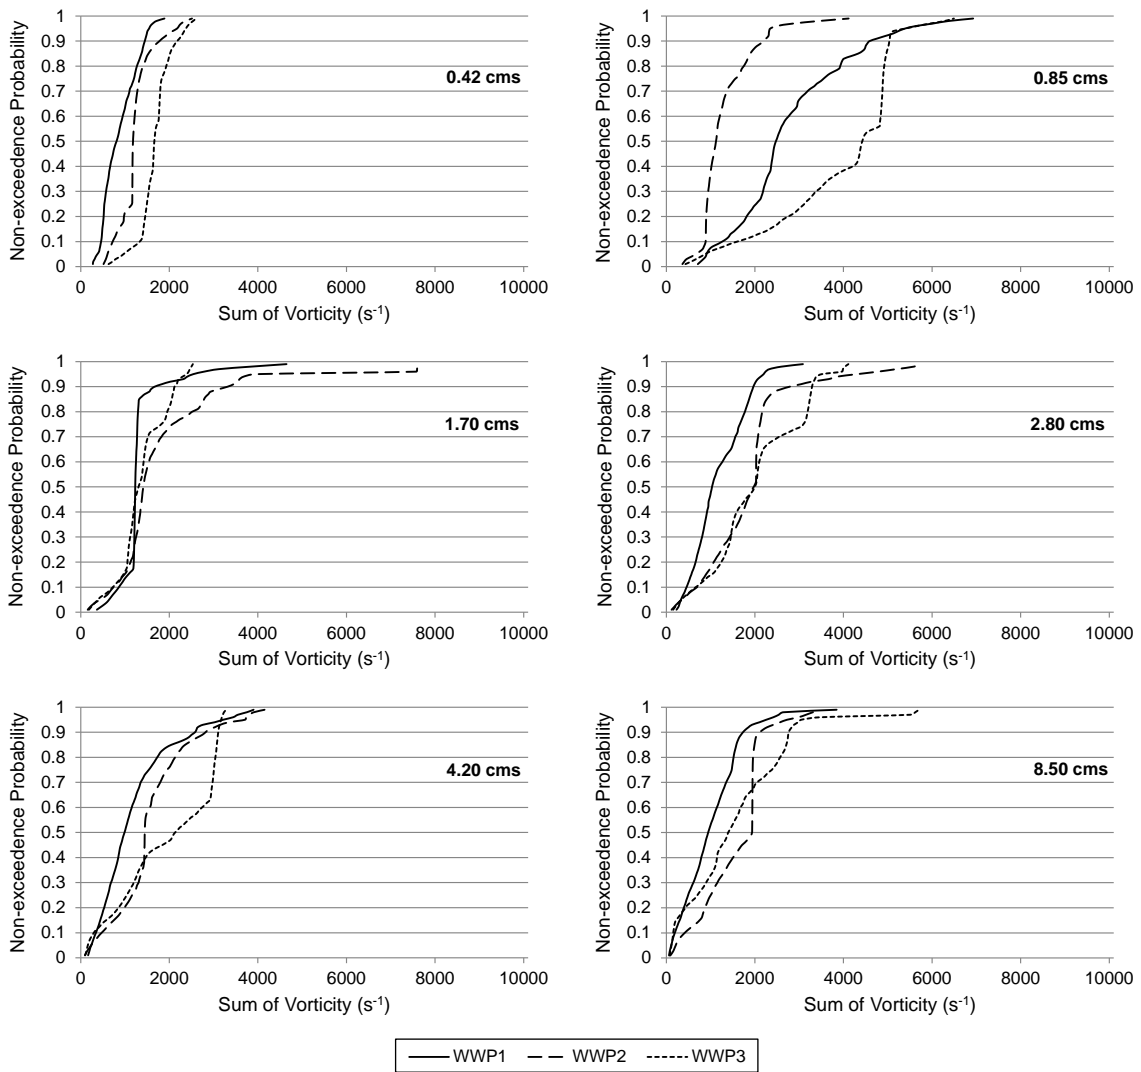 Non-exceedence Probability
1
0.9
0.8
0.7
0.6
0.5
0.4
0.3
0.2
0.1
0
0.42 cms
0 2000 4000 6000 8000 10000
Sum of Vorticity (s⁻¹)
Non-exceedence Probability
1
0.9
0.8
0.7
0.6
0.5
0.4
0.3
0.2
0.1
0
0.85 cms
0 2000 4000 6000 8000 10000
Sum of Vorticity (s⁻¹)
Non-exceedence Probability
1
0.9
0.8
0.7
0.6
0.5
0.4
0.3
0.2
0.1
0
1.70 cms
0 2000 4000 6000 8000 10000
Sum of Vorticity (s⁻¹)
Non-exceedence Probability
1
0.9
0.8
0.7
0.6
0.5
0.4
0.3
0.2
0.1
0
2.80 cms
0 2000 4000 6000 8000 10000
Sum of Vorticity (s⁻¹)
Non-exceedence Probability
1
0.9
0.8
0.7
0.6
0.5
0.4
0.3
0.2
0.1
0
4.20 cms
0 2000 4000 6000 8000 10000
Sum of Vorticity (s⁻¹)
Non-exceedence Probability
1
0.9
0.8
0.7
0.6
0.5
0.4
0.3
0.2
0.1
0
8.50 cms
0 2000 4000 6000 8000 10000
Sum of Vorticity (s⁻¹)
WWP1 WWP2 WWP3